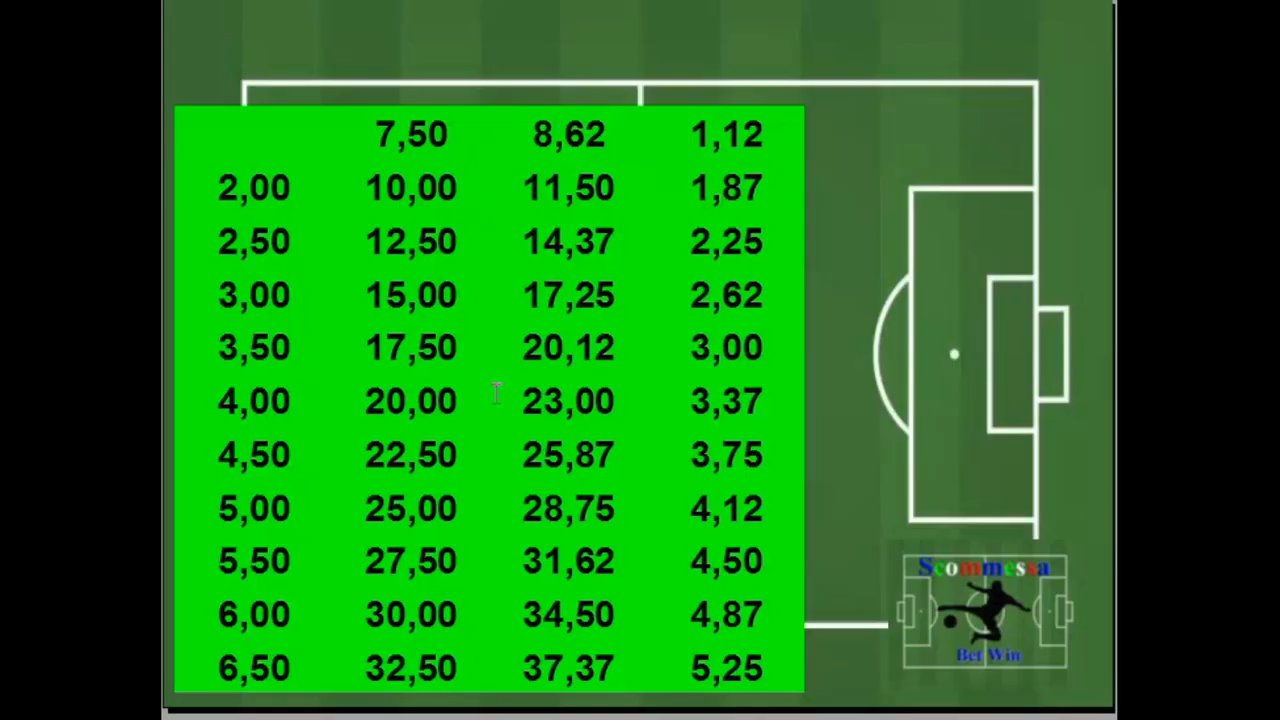 7,50 8,62 1,12
2,00 10,00 11,50 1,87
2,50 12,50 14,37 2,25
3,00 15,00 17,25 2,62
3,50 17,50 20,12 3,00
4,00 20,00 23,00 3,37
4,50 22,50 25,87 3,75
5,00 25,00 28,75 4,12
5,50 27,50 31,62 4,50
6,00 30,00 34,50 4,87
6,50 32,50 37,37 5,25
Scommessa
Bet Win